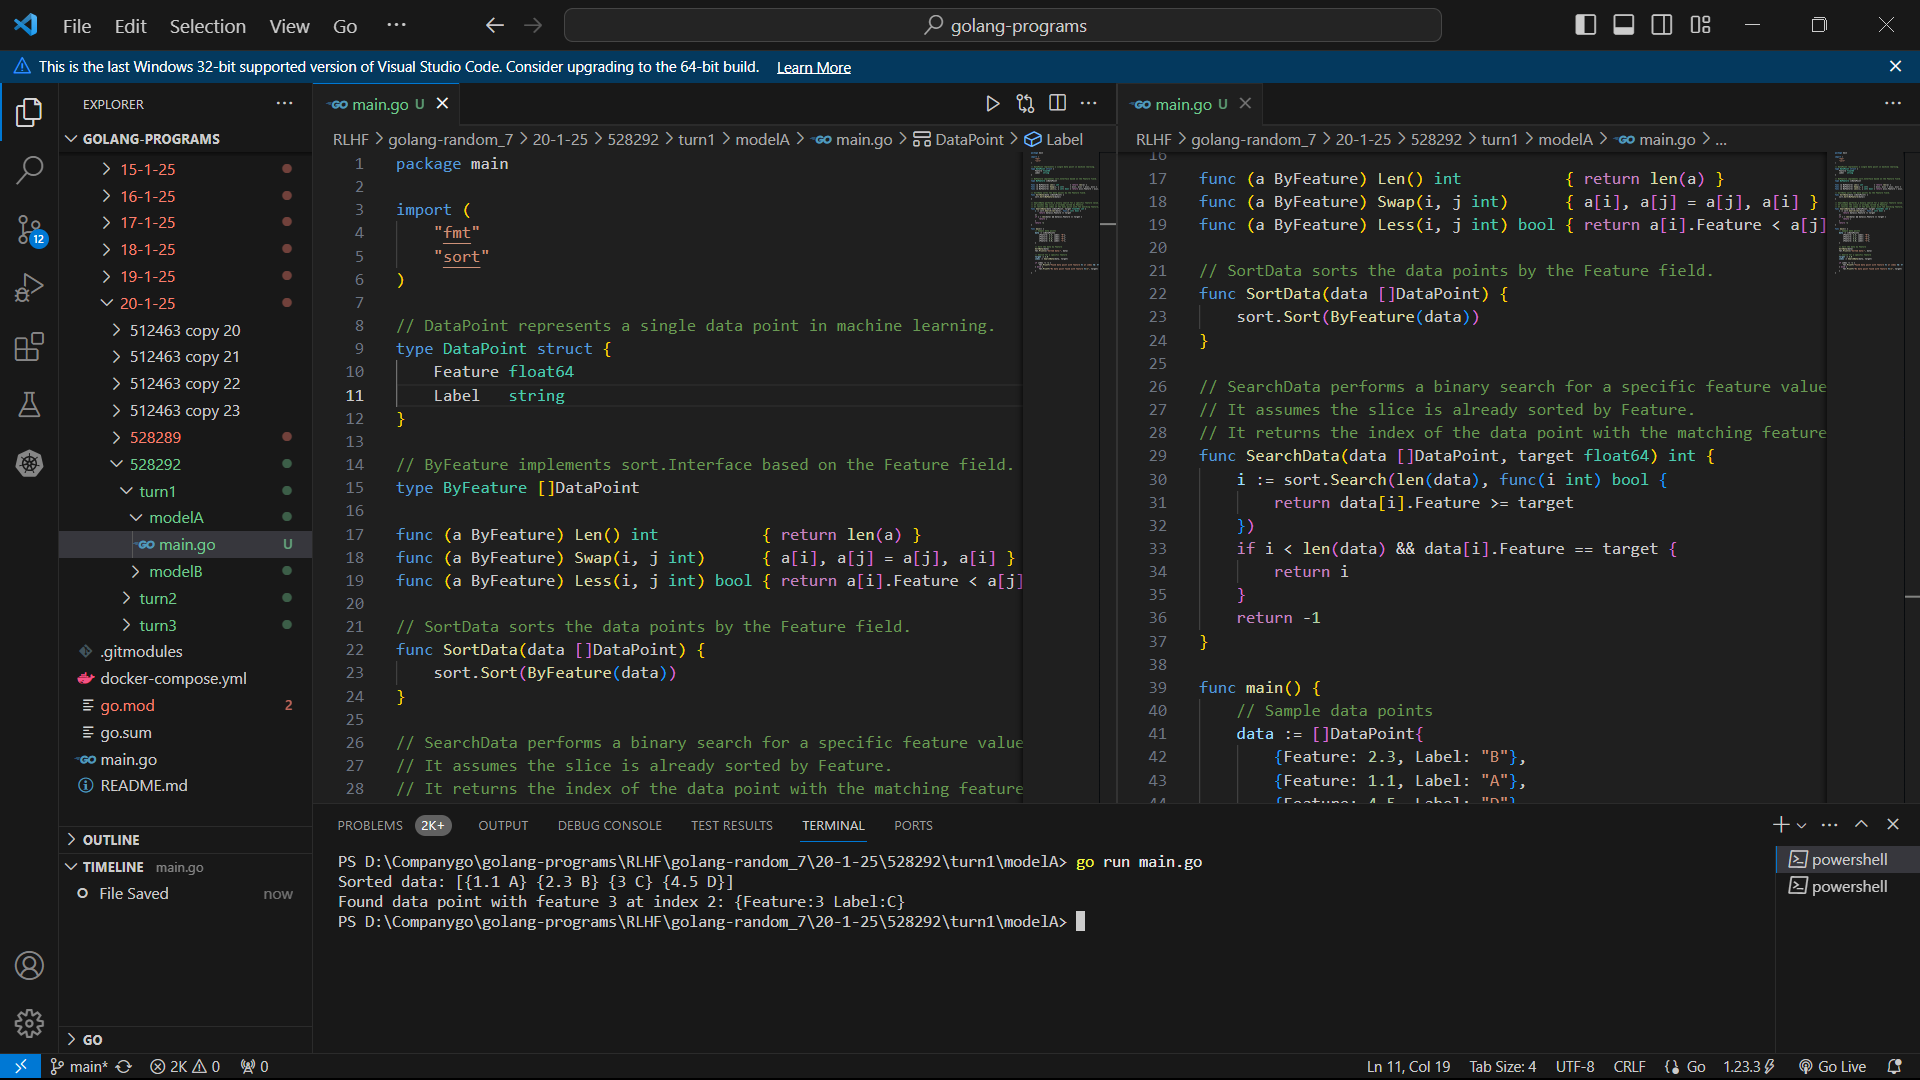 File Edit Selection View Go ··· golang-programs
This is the last Windows 32-bit supported version of Visual Studio Code. Consider upgrading to the 64-bit build. Learn More
EXPLORER
GOLANG-PROGRAMS
15-1-25
16-1-25
17-1-25
18-1-25
19-1-25
20-1-25
512463 copy 20
512463 copy 21
512463 copy 22
512463 copy 23
528289
528292
turn1
modelA
main.go U
modelB
turn2
turn3
.gitmodules
docker-compose.yml
go.mod 2
go.sum
main.go
README.md
OUTLINE
TIMELINE main.go
File Saved now
GO
12
main.go U
RLHF > golang-random_7 > 20-1-25 > 528292 > turn1 > modelA > main.go > DataPoint > Label
1 package main
2
3 import (
4 "fmt"
5 "sort"
6 )
7
8 // DataPoint represents a single data point in machine learning.
9 type DataPoint struct {
10 Feature float64
11 Label string
12 }
13
14 // ByFeature implements sort.Interface based on the Feature field.
15 type ByFeature []DataPoint
16
17 func (a ByFeature) Len() int { return len(a) }
18 func (a ByFeature) Swap(i, j int) { a[i], a[j] = a[j], a[i] }
19 func (a ByFeature) Less(i, j int) bool { return a[i].Feature < a[j]
20
21 // SortData sorts the data points by the Feature field.
22 func SortData(data []DataPoint) {
23 sort.Sort(ByFeature(data))
24 }
25
26 // SearchData performs a binary search for a specific feature value
27 // It assumes the slice is already sorted by Feature.
28 // It returns the index of the data point with the matching feature
main.go U
RLHF > golang-random_7 > 20-1-25 > 528292 > turn1 > modelA > main.go > ...
16
17 func (a ByFeature) Len() int { return len(a) }
18 func (a ByFeature) Swap(i, j int) { a[i], a[j] = a[j], a[i] }
19 func (a ByFeature) Less(i, j int) bool { return a[i].Feature < a[j]
20
21 // SortData sorts the data points by the Feature field.
22 func SortData(data []DataPoint) {
23 sort.Sort(ByFeature(data))
24 }
25
26 // SearchData performs a binary search for a specific feature value
27 // It assumes the slice is already sorted by Feature.
28 // It returns the index of the data point with the matching feature
29 func SearchData(data []DataPoint, target float64) int {
30 i := sort.Search(len(data), func(i int) bool {
31 return data[i].Feature >= target
32 })
33 if i < len(data) && data[i].Feature == target {
34 return i
35 }
36 return -1
37 }
38
39 func main() {
40 // Sample data points
41 data := []DataPoint{
42 {Feature: 2.3, Label: "B"},
43 {Feature: 1.1, Label: "A"},
44 {Feature: 4.5, Label: "D"},
PROBLEMS 2K+ OUTPUT DEBUG CONSOLE TEST RESULTS TERMINAL PORTS
PS D:\Companygo\golang-programs\RLHF\golang-random_7\20-1-25\528292\turn1\modelA> go run main.go
Sorted data: [{1.1 A} {2.3 B} {3 C} {4.5 D}]
Found data point with feature 3 at index 2: {Feature:3 Label:C}
PS D:\Companygo\golang-programs\RLHF\golang-random_7\20-1-25\528292\turn1\modelA>
powershell
powershell
main* 2K 0 0 Ln 11, Col 19 Tab Size: 4 UTF-8 CRLF Go 1.23.3 Go Live